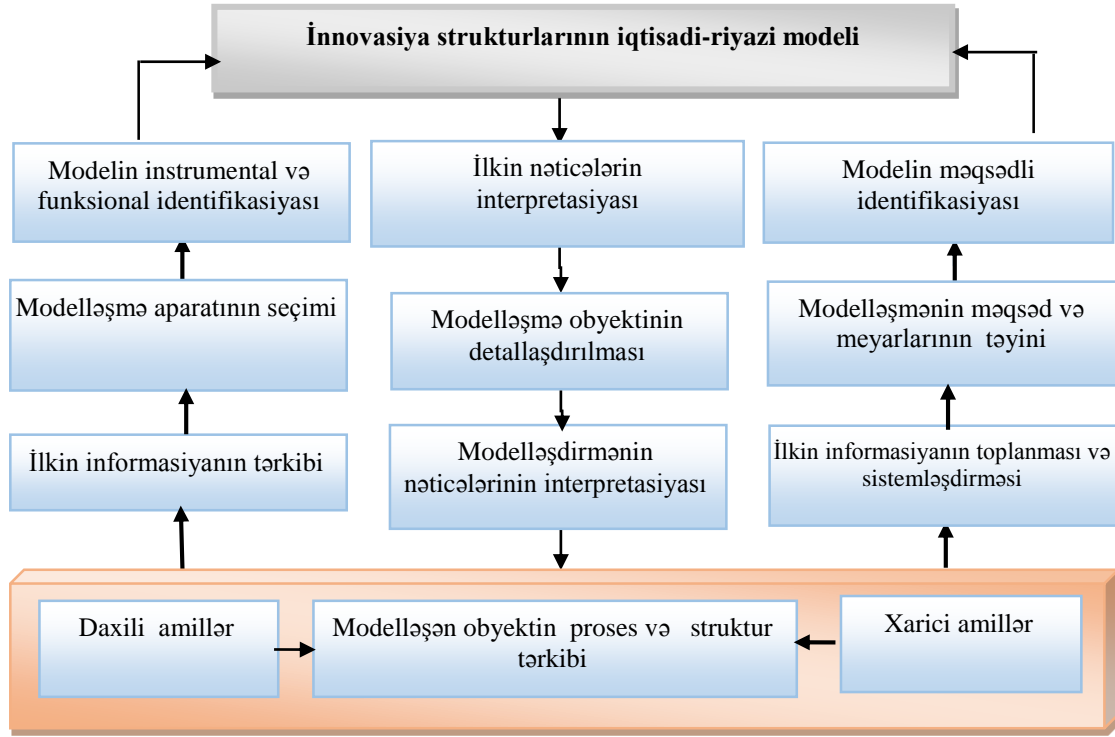 İnnovasiya strukturlarının iqtisadi-riyazi modeli
Modelin instrumental və
funksional identifikasiyası
İlkin nəticələrin
interpretasiyası
Modelin məqsədli
identifikasiyası
Modelləşmə aparatının seçimi
Modelləşmə obyektinin
detallaşdırılması
Modelləşmənin məqsəd və
meyarlarının təyini
İlkin informasiyanın tərkibi
Modelləşdirmənin
nəticələrinin interpretasiyası
İlkin informasiyanın toplanması və
sistemləşdirməsi
Daxili amillər
Modelləşən obyektin proses və struktur
tərkibi
Xarici amillər